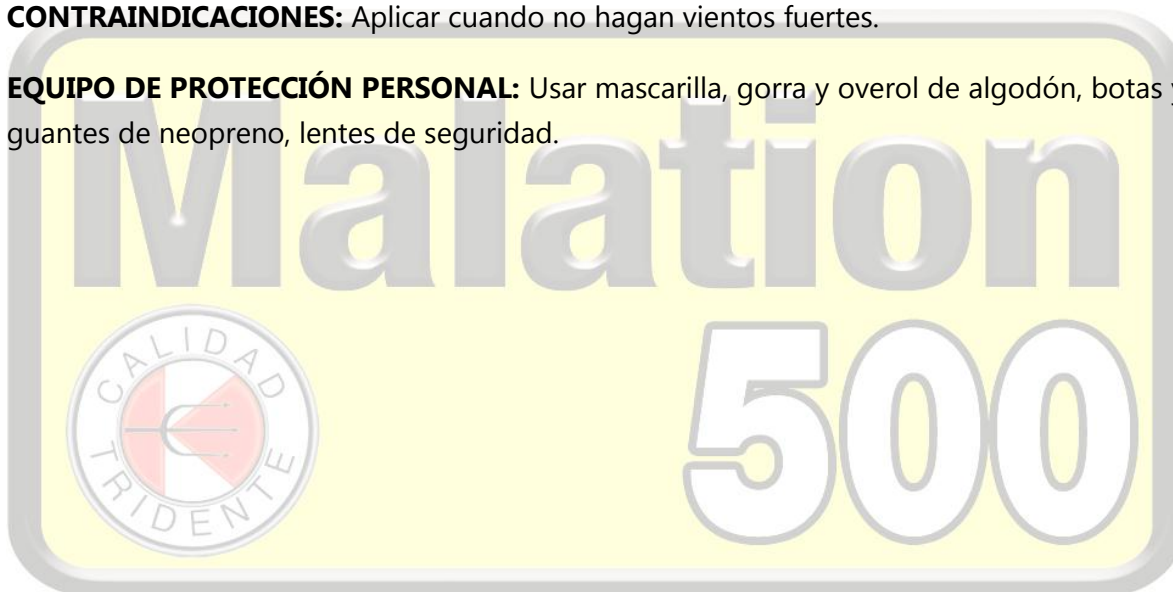 CONTRAINDICACIONES: Aplicar cuando no hagan vientos fuertes.
EQUIPO DE PROTECCIÓN PERSONAL: Usar mascarilla, gorra y overol de algodón, botas y
guantes de neopreno, lentes de seguridad.
Malation
500
CALIDAD
TRIDENTE